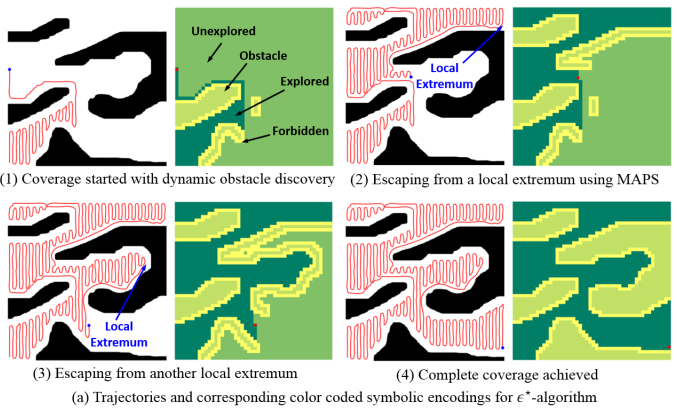 Unexplored
Obstacle
Explored
Forbidden
Local
Extremum
(1) Coverage started with dynamic obstacle discovery
(2) Escaping from a local extremum using MAPS
Local
Extremum
(3) Escaping from another local extremum
(4) Complete coverage achieved
(a) Trajectories and corresponding color coded symbolic encodings for ϵ*-algorithm